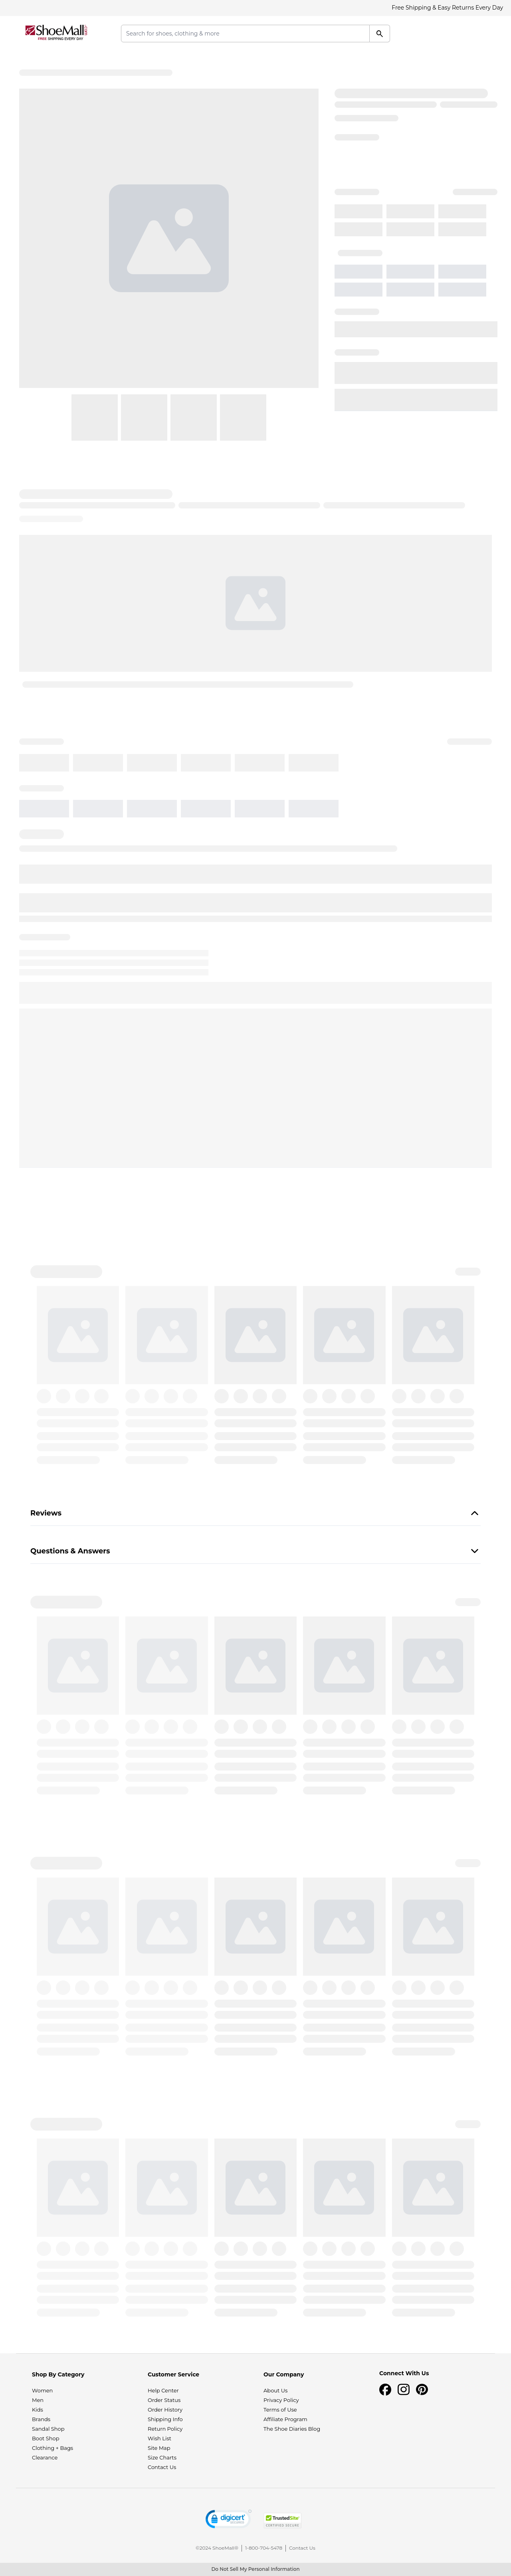 Free Shipping & Easy Returns Every Day
ShoeMall
FREE SHIPPING EVERY DAY
Search for shoes, clothing & more
Reviews
Questions & Answers
Shop By Category
Women
Men
Kids
Brands
Sandal Shop
Boot Shop
Clothing + Bags
Clearance
Customer Service
Help Center
Order Status
Order History
Shipping Info
Return Policy
Wish List
Site Map
Size Charts
Contact Us
Our Company
About Us
Privacy Policy
Terms of Use
Affiliate Program
The Shoe Diaries Blog
Connect With Us
digicert
TrustedSite
CERTIFIED SECURE
©2024 ShoeMall® | 1-800-704-5478 | Contact Us
Do Not Sell My Personal Information